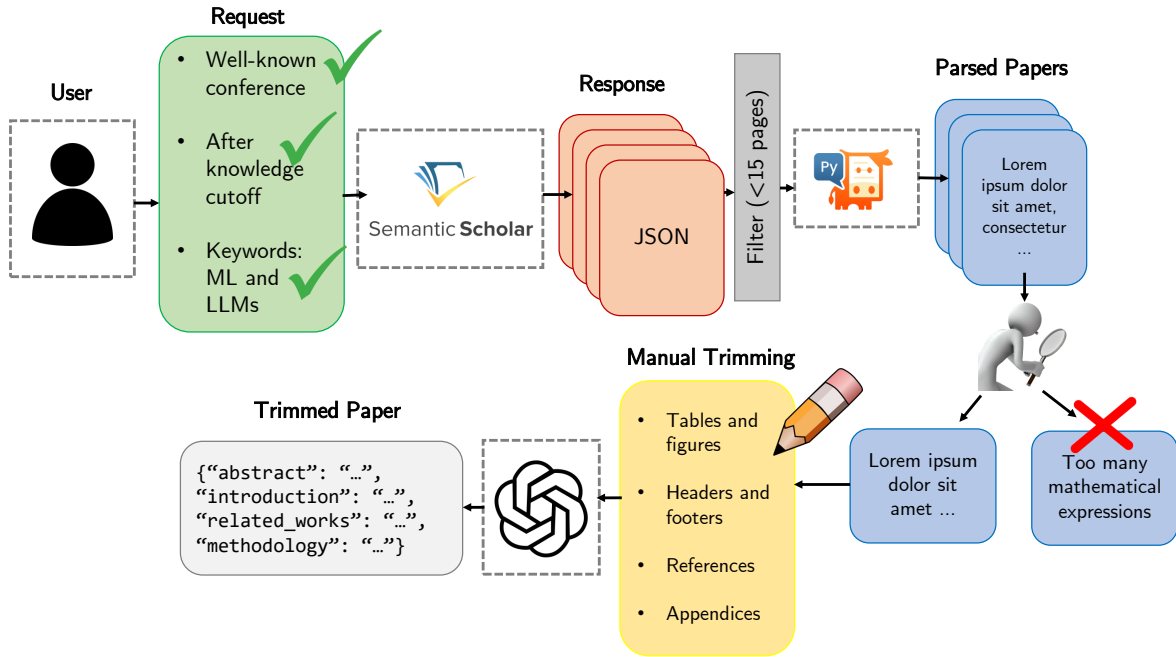 Request
• Well-known
conference
• After
knowledge
cutoff
• Keywords:
ML and
LLMs
User
Semantic Scholar
Response
JSON
Filter (<15 pages)
Py
Parsed Papers
Lorem
ipsum dolor
sit amet,
consectetur
...
Lorem ipsum
dolor sit
amet ...
Too many
mathematical
expressions
Manual Trimming
• Tables and
figures
• Headers and
footers
• References
• Appendices
Trimmed Paper
{“abstract”: “…”,
“introduction”: “…”,
“related_works”: “…”,
“methodology”: “…”}